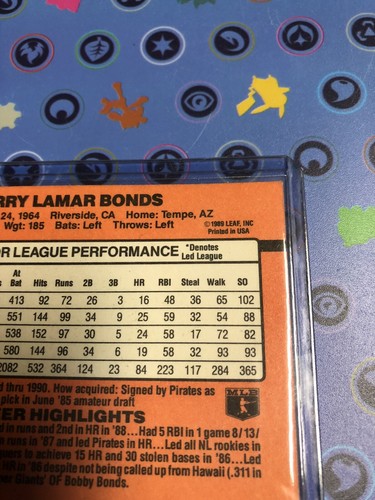 RRY LAMAR BONDS
24, 1964 Riverside, CA Home: Tempe, AZ
Wgt: 185 Bats: Left Throws: Left
©1989 LEAF, INC
Printed in USA
OR LEAGUE PERFORMANCE *Denotes Led League
At Bat Hits Runs 2B 3B HR RBI Steal Walk SO
413 92 72 26 3 16 48 36 65 102
551 144 99 34 9 25 59 32 54 88
538 152 97 30 5 24 58 17 72 82
580 144 96 34 6 19 58 32 93 93
2082 532 364 124 23 84 223 117 284 365
d thru 1990. How acquired: Signed by Pirates as
pick in June '85 amateur draft
MLB
EER HIGHLIGHTS
d in runs and 2nd in HR in '88...Had 5 RBI in 1 game 8/13/
n runs in '87 and led Pirates in HR...Led all NL rookies in
ers to achieve 15 HR and 30 stolen bases in '86...Led
HR in '86 despite not being called up from Hawaii (.311 in
Giants' OF Bobby Bonds.